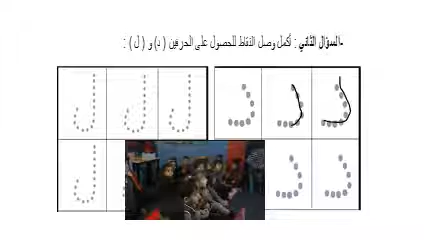 -السؤال الثاني : أكمل وصل النقاط للحصول على الحرفين ( د) و ( ل ) :
د د د ل ل ل
د د ل